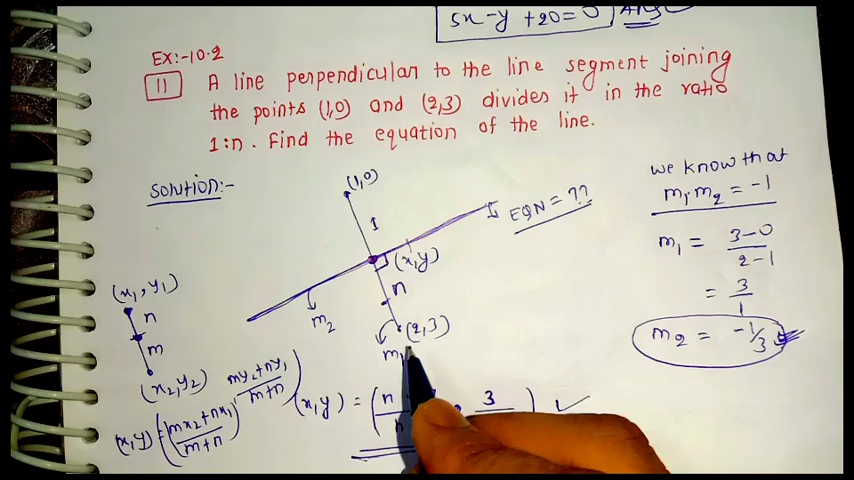 5x-y+20=0 Ans
Ex:-10.2
11 A line perpendicular to the line segment joining
the points (1,0) and (2,3) divides it in the ratio
1:n. Find the equation of the line.
Solution:-
(1,0)
1
EQN = ??
(x,y)
n
m2
(2,3)
m1
we know that
m1.m2 = -1
m1 = 3-0/2-1
= 3/1
m2 = -1/3
(x1,y1)
n
m
(x2,y2)
(x,y) = (mx2+nx1/m+n, my2+ny1/m+n)
(x,y) = ( n
3 )